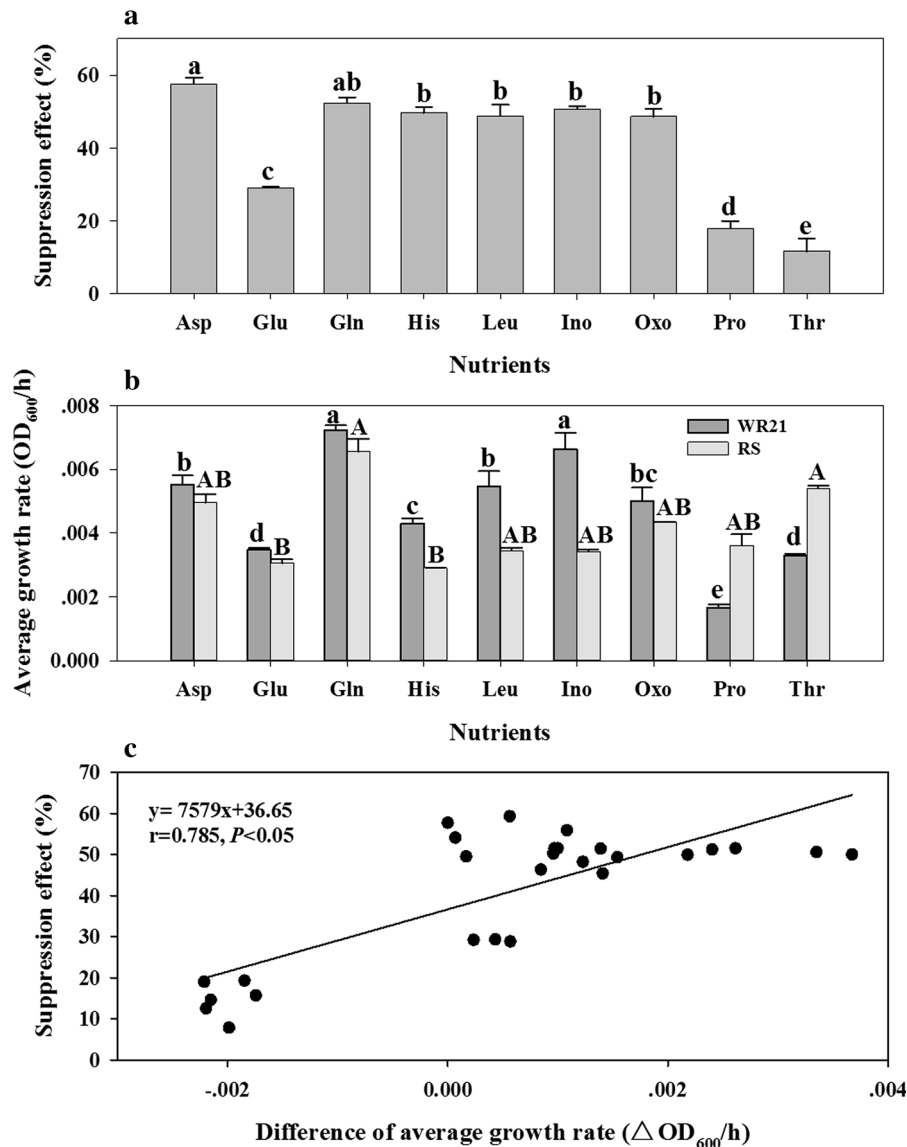 a
Suppression effect (%)
60
40
20
0
a
c
ab
b
b
b
b
d
e
Asp Glu Gln His Leu Ino Oxo Pro Thr
Nutrients
b
Average growth rate (OD600/h)
.008
.006
.004
.002
0.000
b AB
d B
a A
c B
b AB
a AB
bc AB
e AB
d A
WR21
RS
Asp Glu Gln His Leu Ino Oxo Pro Thr
Nutrients
c
Suppression effect (%)
70
60
50
40
30
20
10
0
y= 7579x+36.65
r=0.785, P<0.05
-.002 0.000 .002 .004
Difference of average growth rate (△ OD600/h)